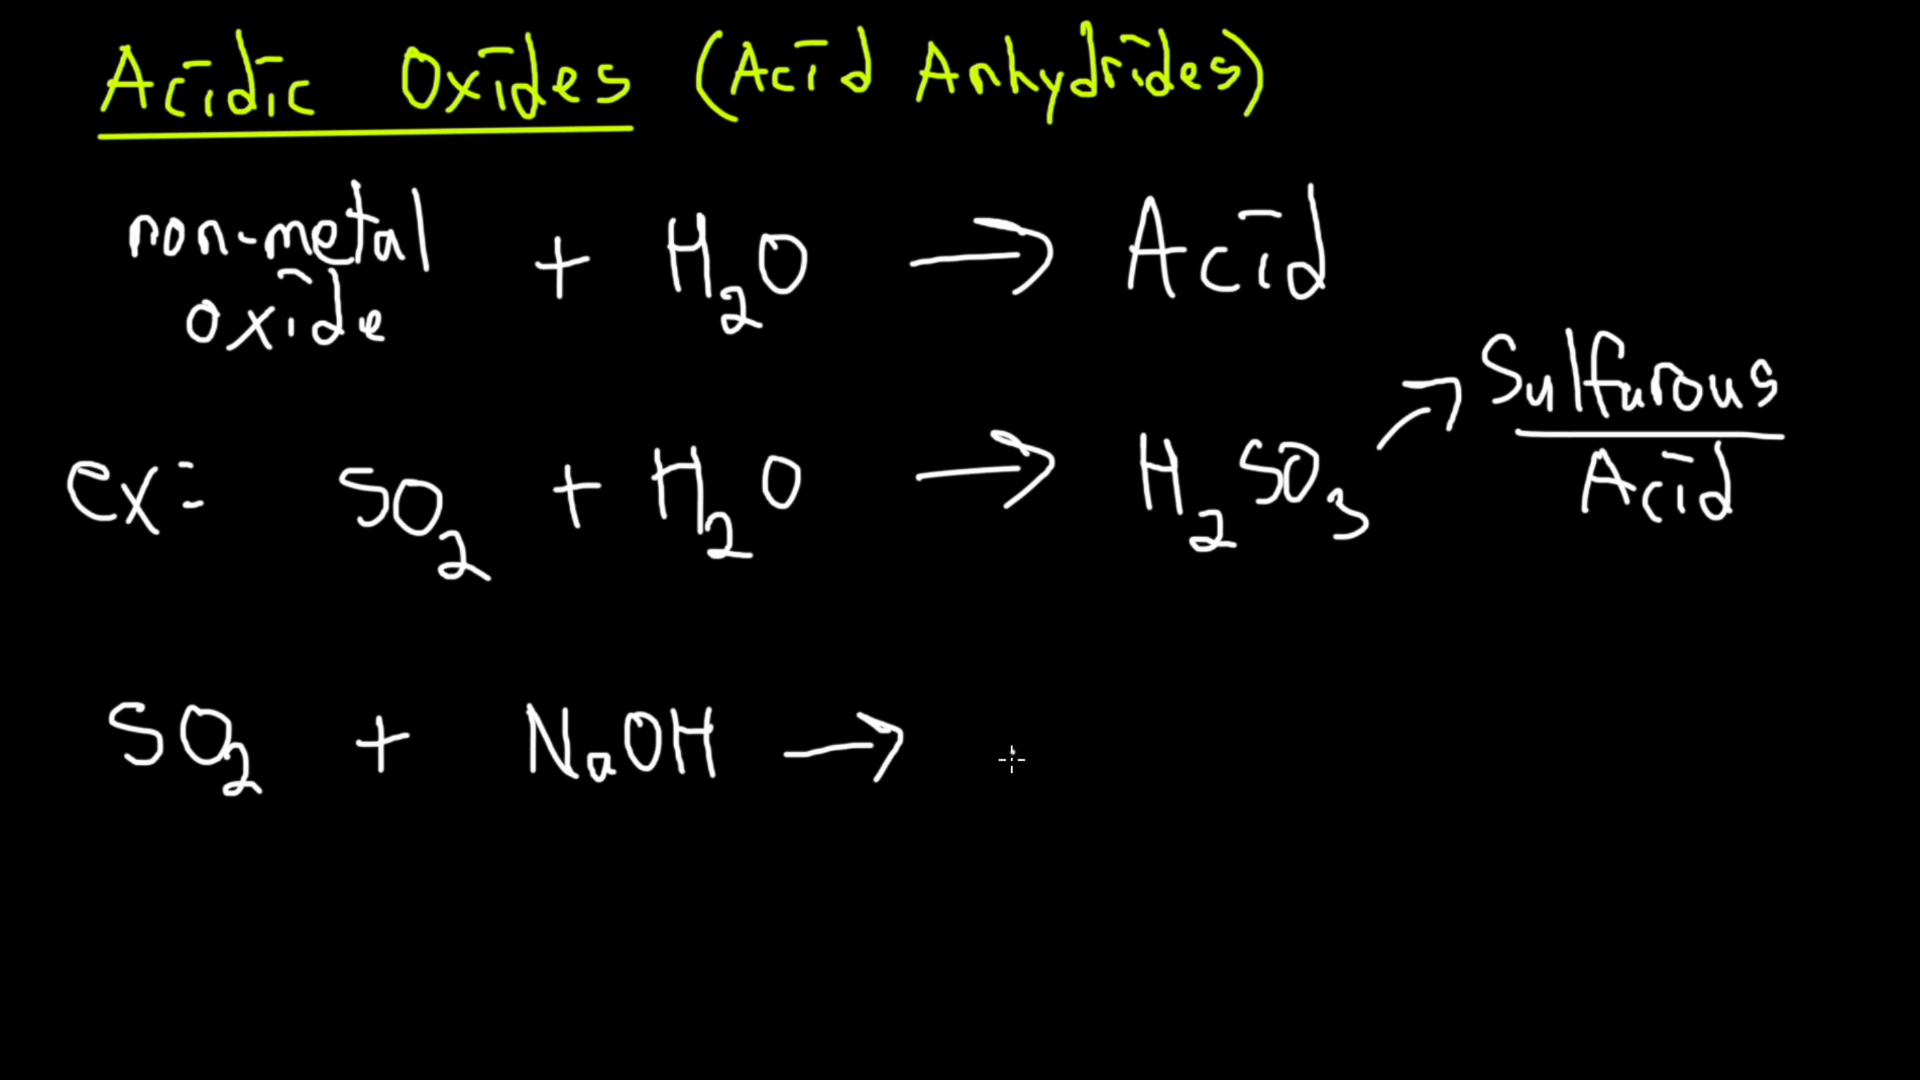 Acidic Oxides (Acid Anhydrides)
non-metal oxide + H₂O → Acid
ex: SO₂ + H₂O → H₂SO₃ → Sulfurous Acid
SO₂ + NaOH →